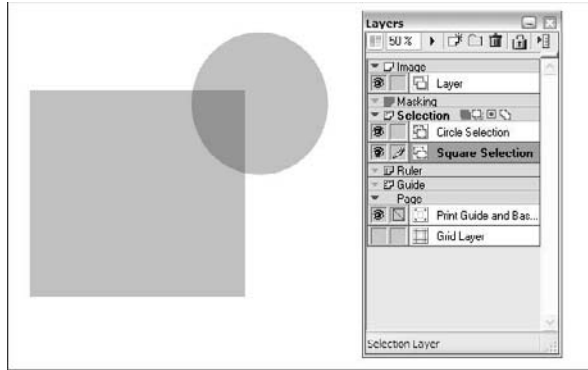 Layers
50 %
Image
Layer
Masking
Selection
Circle Selection
Square Selection
Ruler
Guide
Page
Print Guide and Bas...
Grid Layer
Selection Layer